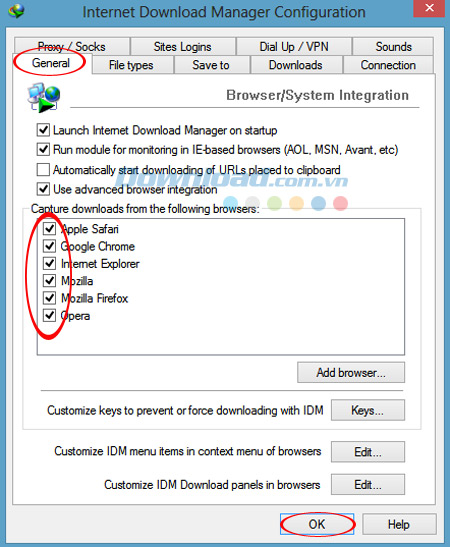 Internet Download Manager Configuration
Proxy / Socks
Sites Logins
Dial Up / VPN
Sounds
General
File types
Save to
Downloads
Connection
Browser/System Integration
Launch Internet Download Manager on startup
Run module for monitoring in IE-based browsers (AOL, MSN, Avant, etc)
Automatically start downloading of URLs placed to clipboard
Download.com.vn
Use advanced browser integration
Capture downloads from the following browsers:
Apple Safari
Google Chrome
Internet Explorer
Mozilla
Mozilla Firefox
Opera
Add browser...
Customize keys to prevent or force downloading with IDM
Keys...
Customize IDM menu items in context menu of browsers
Edit...
Customize IDM Download panels in browsers
Edit...
OK
Help